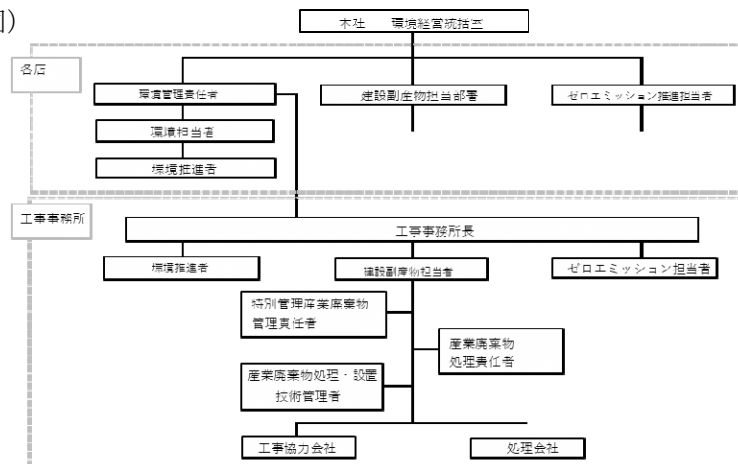 図)
本社 環境経営統括室
各店
環境管理責任者
建設副産物担当部署
ゼロエミッション推進担当者
環境担当者
環境推進者
工事事務所
工事事務所長
環境推進者
建設副産物担当者
ゼロエミッション担当者
特別管理産業廃棄物
管理責任者
産業廃棄物
処理責任者
産業廃棄物処理・設置
技術管理者
工事協力会社
処理会社